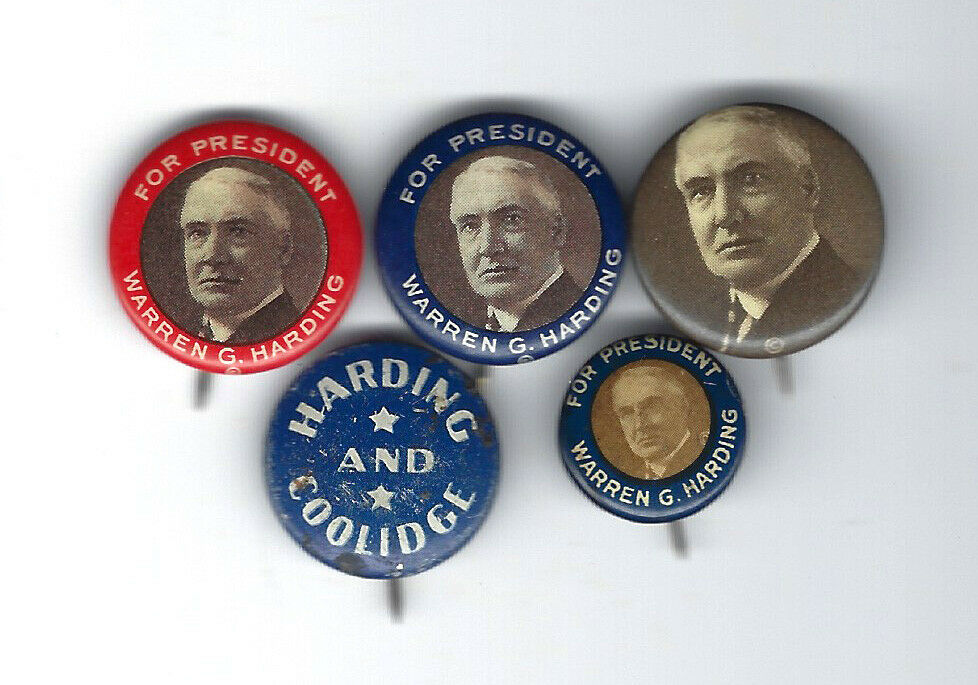 FOR PRESIDENT
WARREN G. HARDING
©
FOR PRESIDENT
WARREN G. HARDING
©
©
HARDING
AND
COOLIDGE
FOR PRESIDENT
WARREN G. HARDING